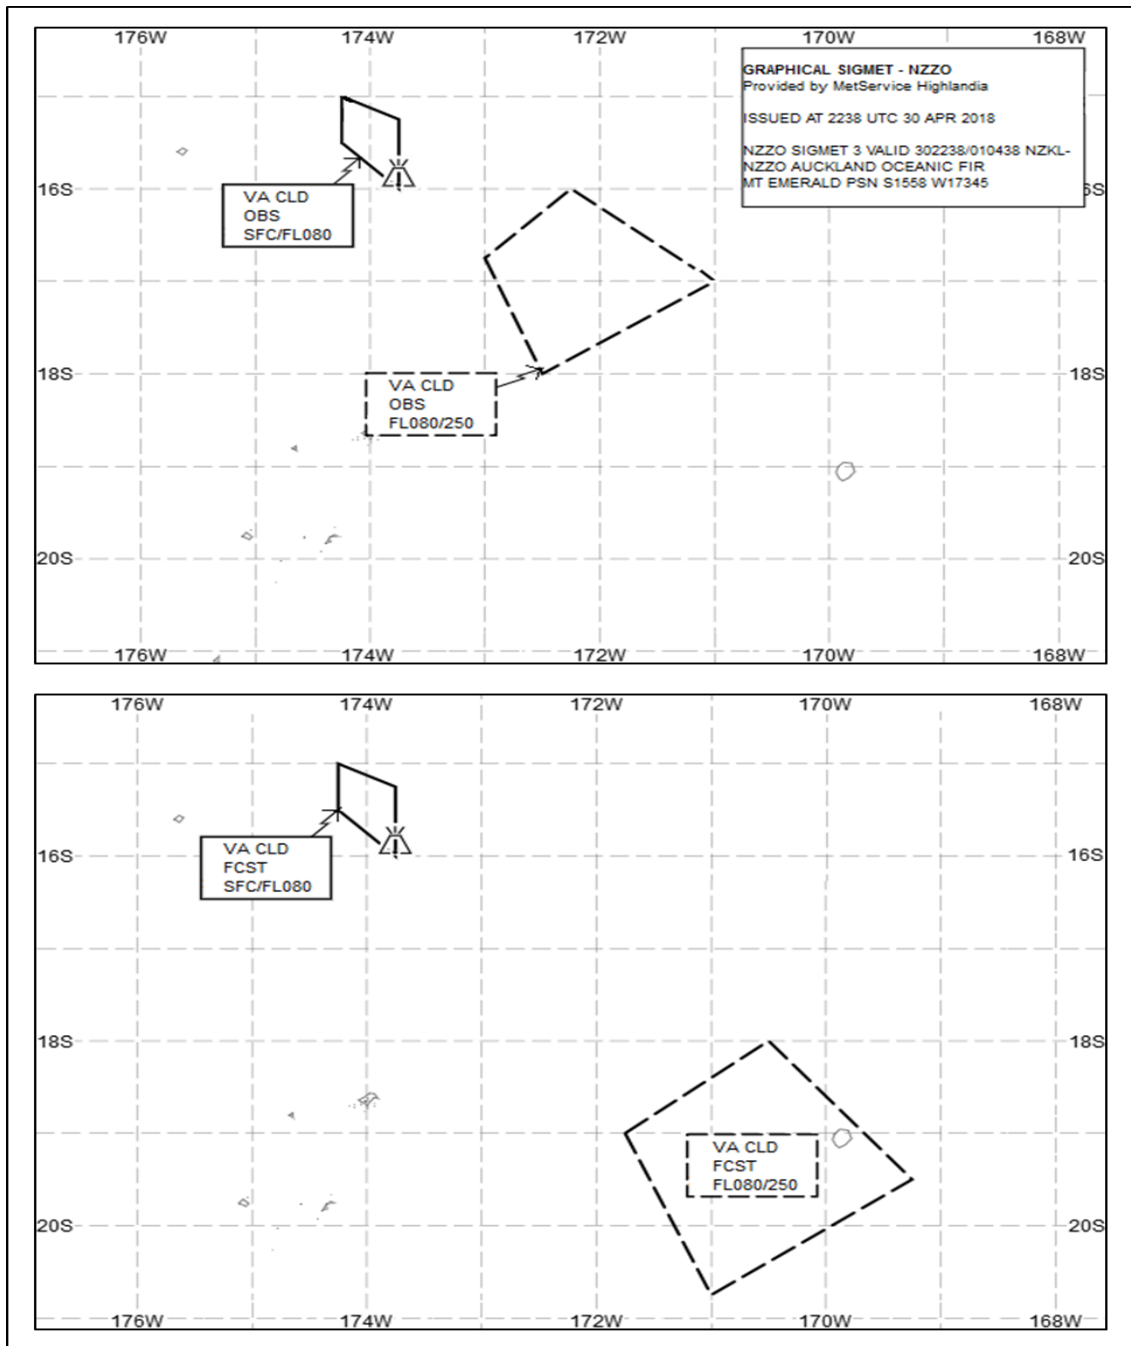 176W 174W 172W 170W 168W
GRAPHICAL SIGMET - NZZO
Provided by MetService Highlandia
ISSUED AT 2238 UTC 30 APR 2018
NZZO SIGMET 3 VALID 302238/010438 NZKL-
NZZO AUCKLAND OCEANIC FIR
MT EMERALD PSN S1558 W17345
16S 6S
VA CLD
OBS
SFC/FL080
18S 18S
VA CLD
OBS
FL080/250
20S 20S
176W 174W 172W 170W 168W
176W 174W 172W 170W 168W
VA CLD
FCST
SFC/FL080
16S 16S
18S 18S
VA CLD
FCST
FL080/250
20S 20S
176W 174W 172W 170W 168W